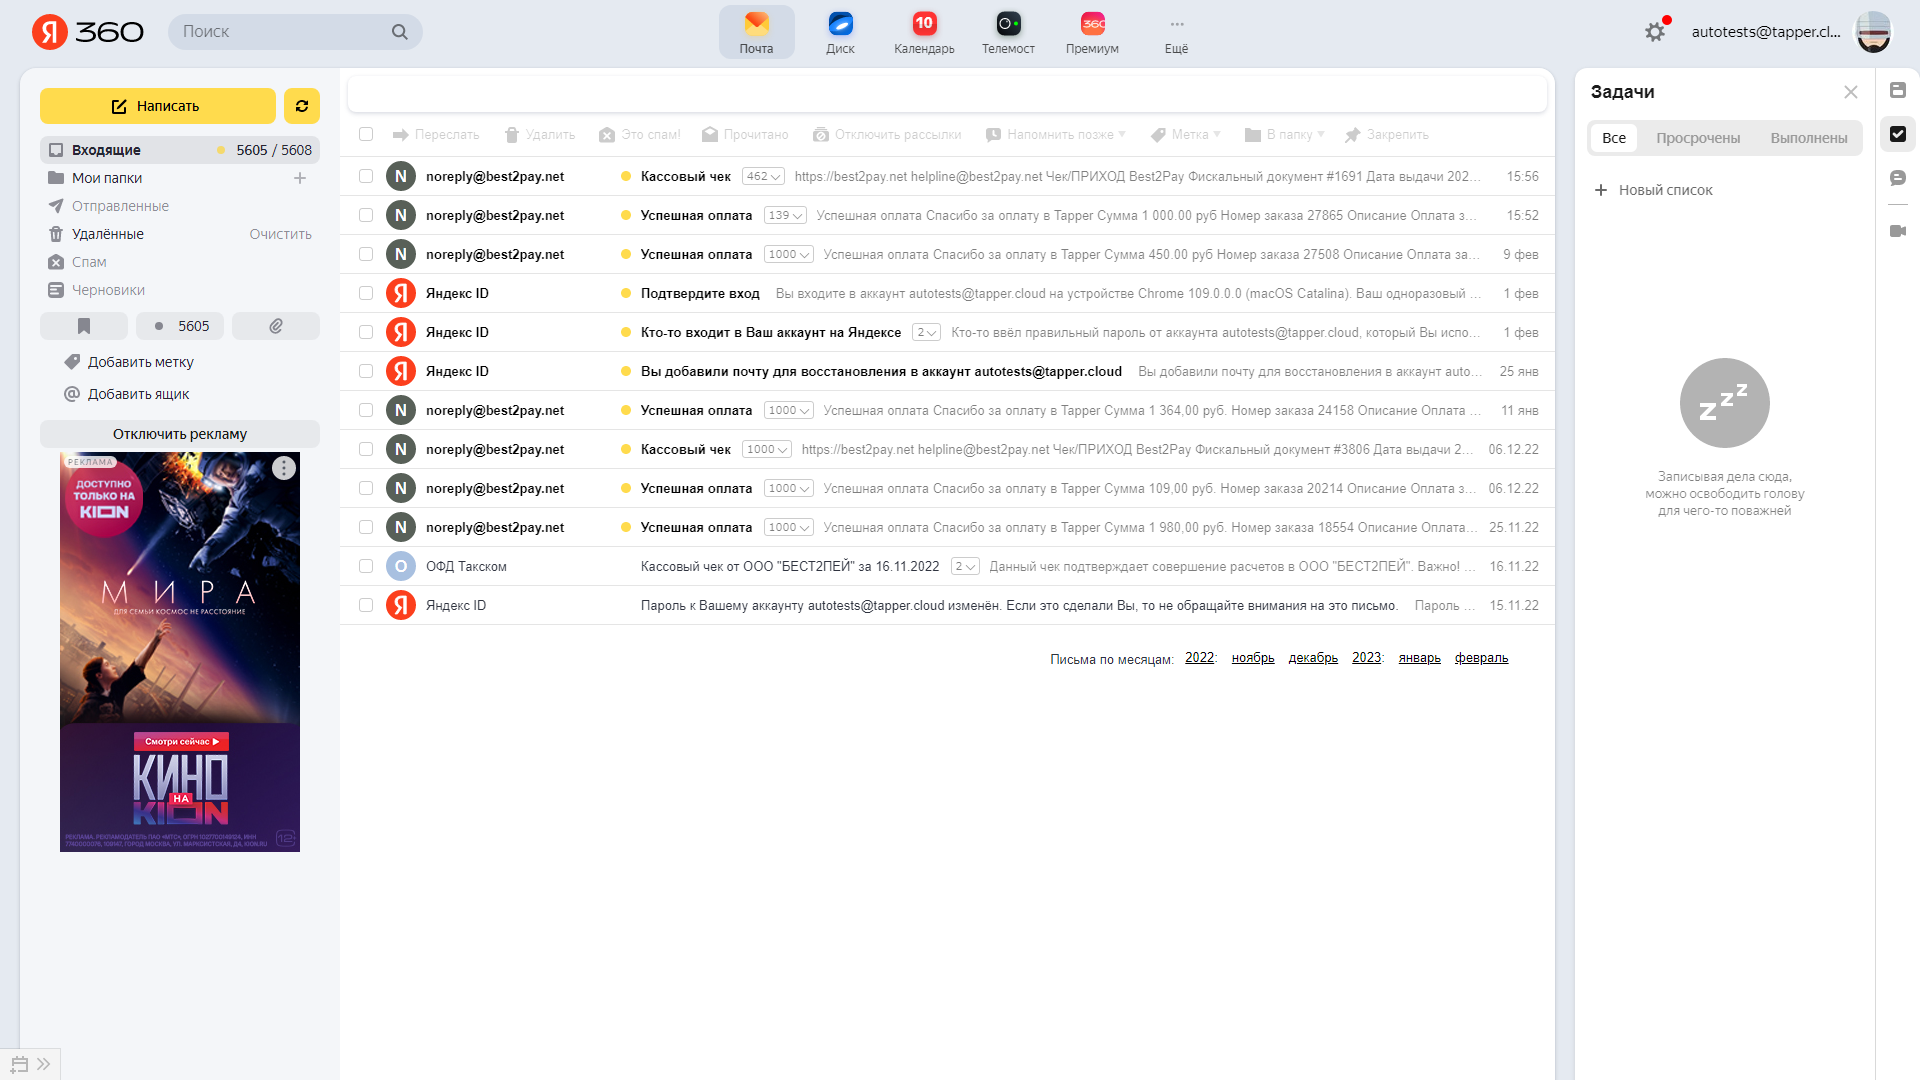 Я 360
Поиск
Почта
Диск
10
Календарь
Телемост
360
Премиум
Ещё
autotests@tapper.cl...
Написать
Входящие 5605 / 5608
Мои папки
Отправленные
Удалённые Очистить
Спам
Черновики
5605
Добавить метку
Добавить ящик
Отключить рекламу
РЕКЛАМА
ДОСТУПНО
ТОЛЬКО НА
KION
МИРА
ДЛЯ СЕМЬИ КОСМОС НЕ РАССТОЯНИЕ
Смотри сейчас
КИНО
НА
KION
12
Переслать Удалить Это спам! Прочитано Отключить рассылки Напомнить позже Метка В папку Закрепить
N noreply@best2pay.net Кассовый чек 462 https://best2pay.net helpline@best2pay.net Чек/ПРИХОД Best2Pay Фискальный документ #1691 Дата выдачи 202... 15:56
N noreply@best2pay.net Успешная оплата 139 Успешная оплата Спасибо за оплату в Tapper Сумма 1 000.00 руб Номер заказа 27865 Описание Оплата з... 15:52
N noreply@best2pay.net Успешная оплата 1000 Успешная оплата Спасибо за оплату в Tapper Сумма 450.00 руб Номер заказа 27508 Описание Оплата за... 9 фев
Я Яндекс ID Подтвердите вход Вы входите в аккаунт autotests@tapper.cloud на устройстве Chrome 109.0.0.0 (macOS Catalina). Ваш одноразовый ... 1 фев
Я Яндекс ID Кто-то входит в Ваш аккаунт на Яндексе 2 Кто-то ввёл правильный пароль от аккаунта autotests@tapper.cloud, который Вы испо... 1 фев
Я Яндекс ID Вы добавили почту для восстановления в аккаунт autotests@tapper.cloud Вы добавили почту для восстановления в аккаунт auto... 25 янв
N noreply@best2pay.net Успешная оплата 1000 Успешная оплата Спасибо за оплату в Tapper Сумма 1 364,00 руб. Номер заказа 24158 Описание Оплата ... 11 янв
N noreply@best2pay.net Кассовый чек 1000 https://best2pay.net helpline@best2pay.net Чек/ПРИХОД Best2Pay Фискальный документ #3806 Дата выдачи 2... 06.12.22
N noreply@best2pay.net Успешная оплата 1000 Успешная оплата Спасибо за оплату в Tapper Сумма 109,00 руб. Номер заказа 20214 Описание Оплата з... 06.12.22
N noreply@best2pay.net Успешная оплата 1000 Успешная оплата Спасибо за оплату в Tapper Сумма 1 980,00 руб. Номер заказа 18554 Описание Оплата... 25.11.22
О ОФД Такском Кассовый чек от ООО "БЕСТ2ПЕЙ" за 16.11.2022 2 Данный чек подтверждает совершение расчетов в ООО "БЕСТ2ПЕЙ". Важно! ... 16.11.22
Я Яндекс ID Пароль к Вашему аккаунту autotests@tapper.cloud изменён. Если это сделали Вы, то не обращайте внимания на это письмо. Пароль ... 15.11.22
Письма по месяцам: 2022: ноябрь декабрь 2023: январь февраль
Задачи
Все Просрочены Выполнены
+ Новый список
z z z
Записывая дела сюда,
можно освободить голову
для чего-то поважней